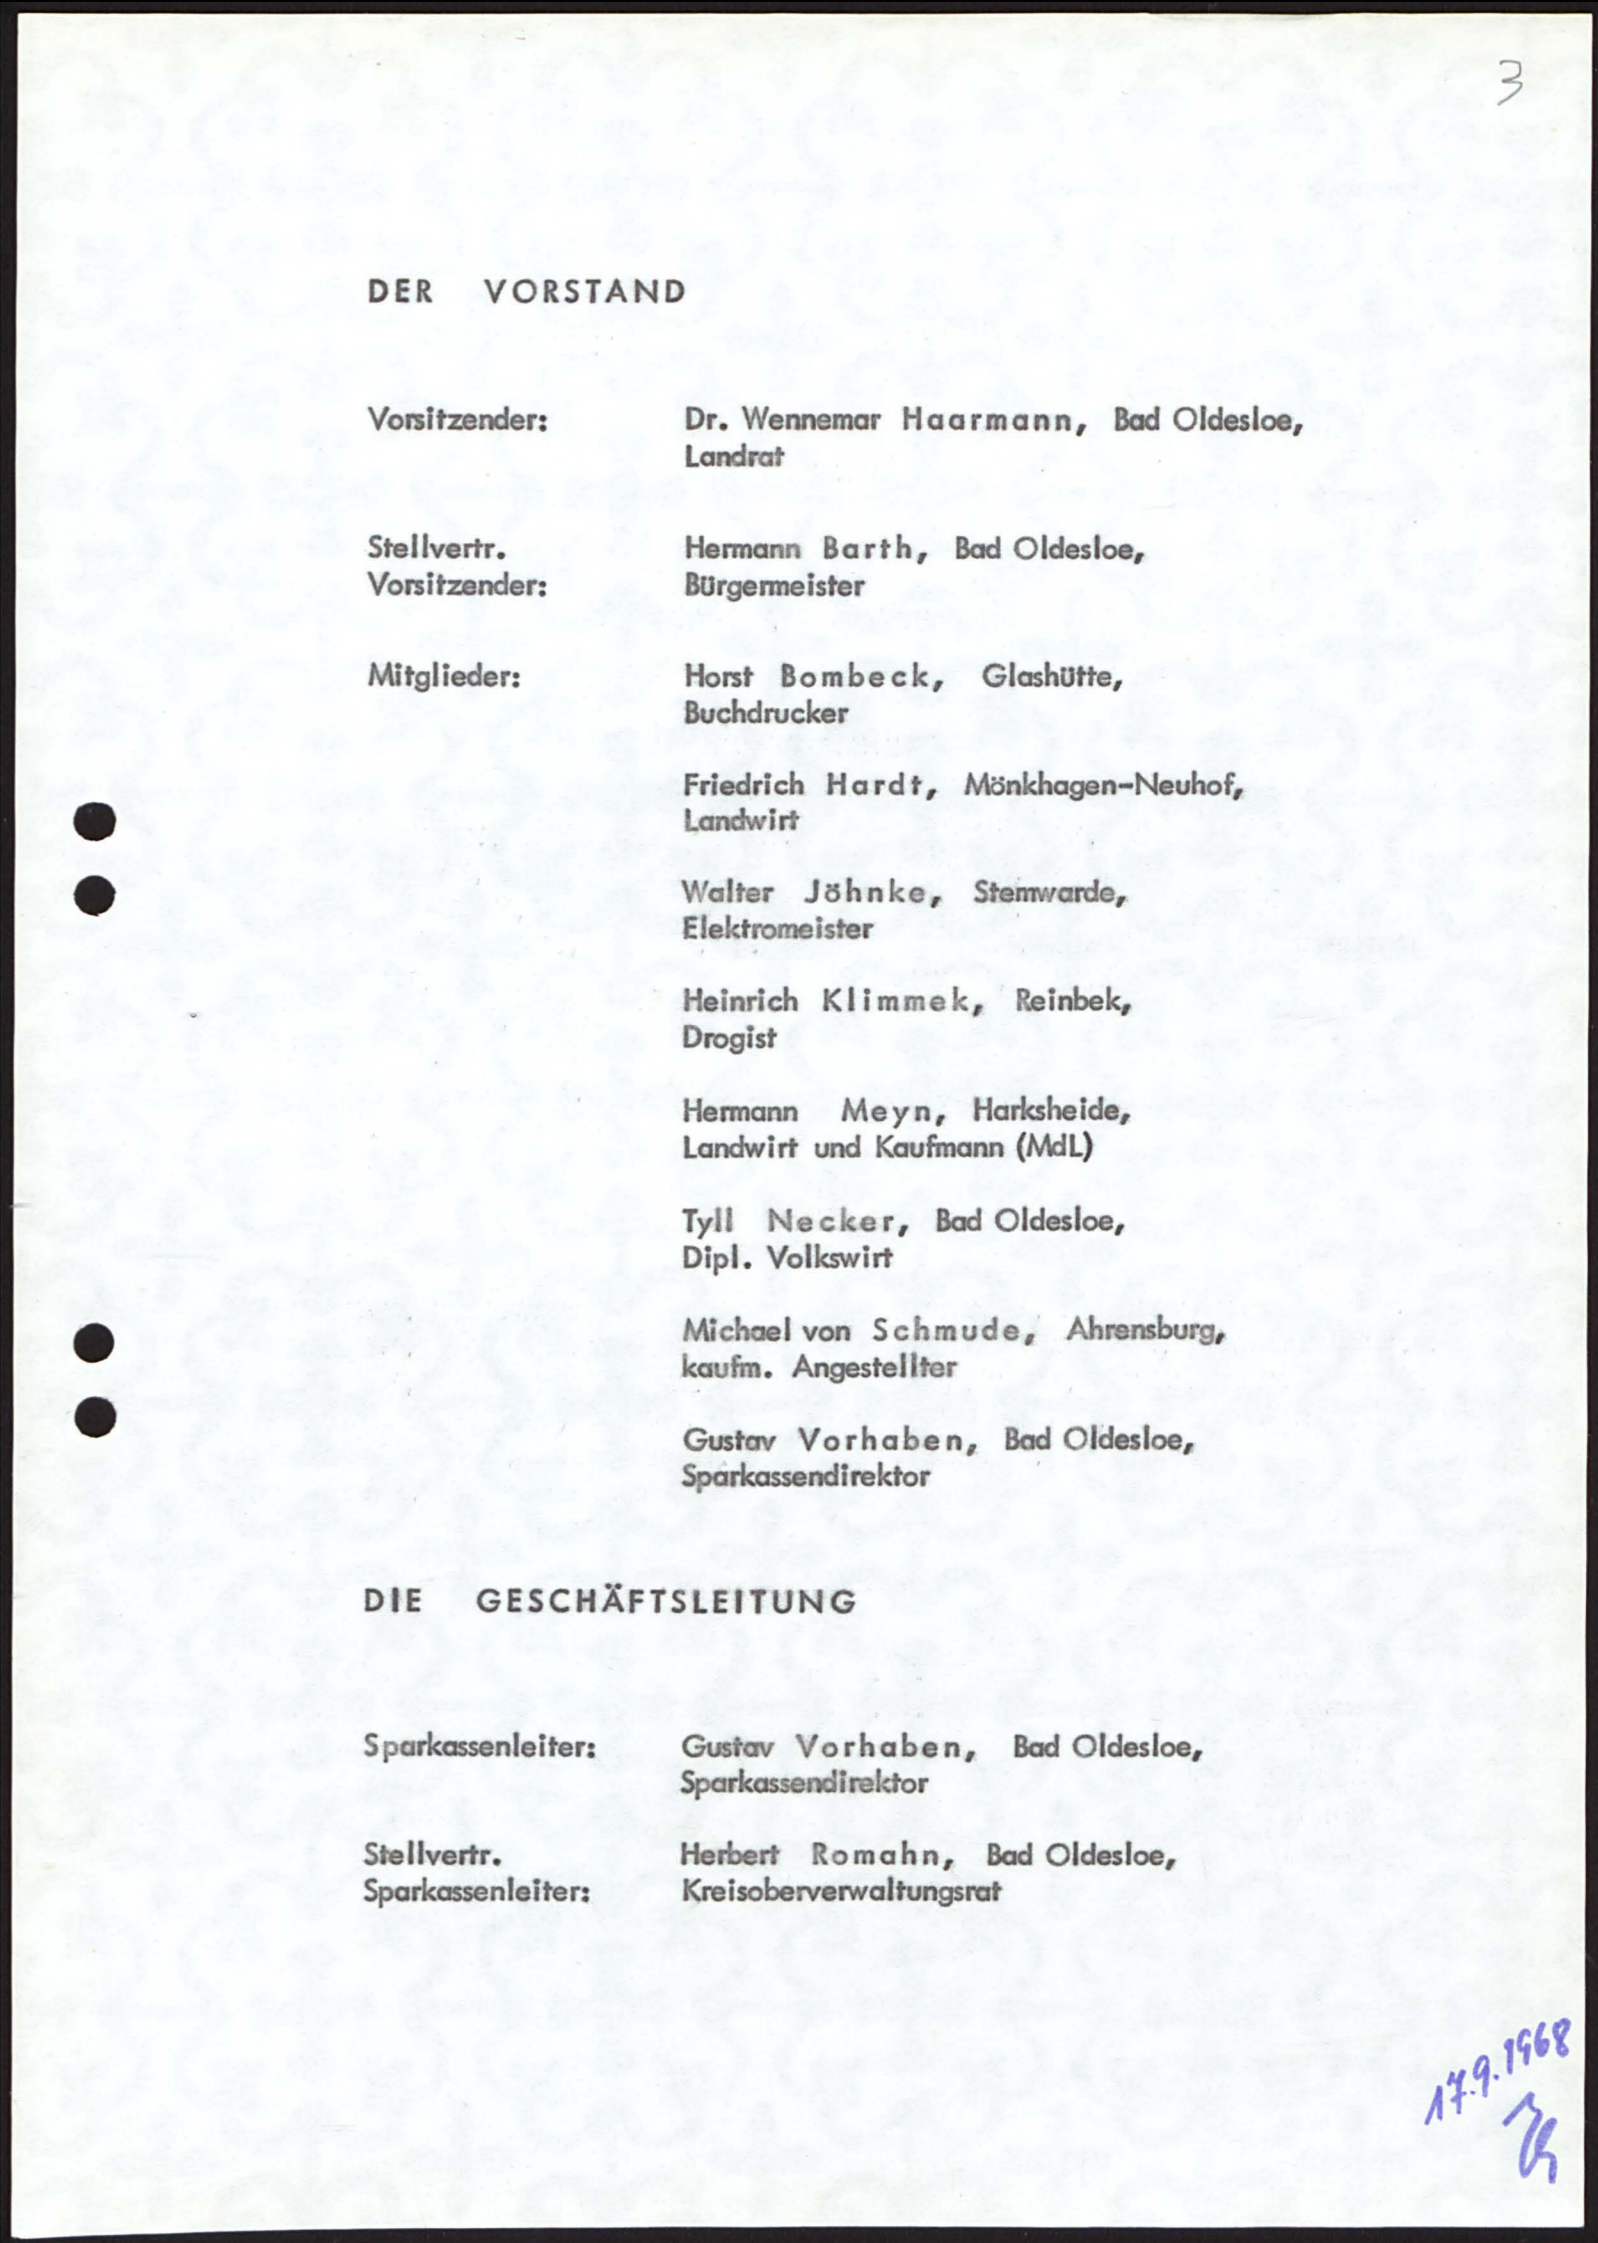 3
DER VORSTAND
Vorsitzender: Dr. Wennemar Haarmann, Bad Oldesloe,
Landrat
Stellvertr. Hermann Barth, Bad Oldesloe,
Vorsitzender: Bürgermeister
Mitglieder: Horst Bombeck, Glashütte,
Buchdrucker
Friedrich Hardt, Mönkhagen-Neuhof,
Landwirt
Walter Jöhnke, Stemwarde,
Elektromeister
Heinrich Klimmek, Reinbek,
Drogist
Hermann Meyn, Harksheide,
Landwirt und Kaufmann (MdL)
Tyll Necker, Bad Oldesloe,
Dipl. Volkswirt
Michael von Schmude, Ahrensburg,
kaufm. Angestellter
Gustav Vorhaben, Bad Oldesloe,
Sparkassendirektor
DIE GESCHÄFTSLEITUNG
Sparkassenleiter: Gustav Vorhaben, Bad Oldesloe,
Sparkassendirektor
Stellvertr. Herbert Romahn, Bad Oldesloe,
Sparkassenleiter: Kreisoberverwaltungsrat
17.9.1968